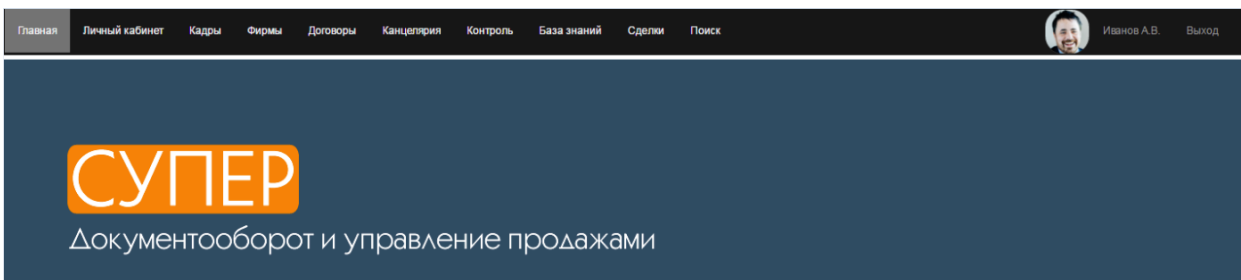 Главная Личный кабинет Кадры Фирмы Договоры Канцелярия Контроль База знаний Сделки Поиск Иванов А.В. Выход
СУПЕР
Документооборот и управление продажами